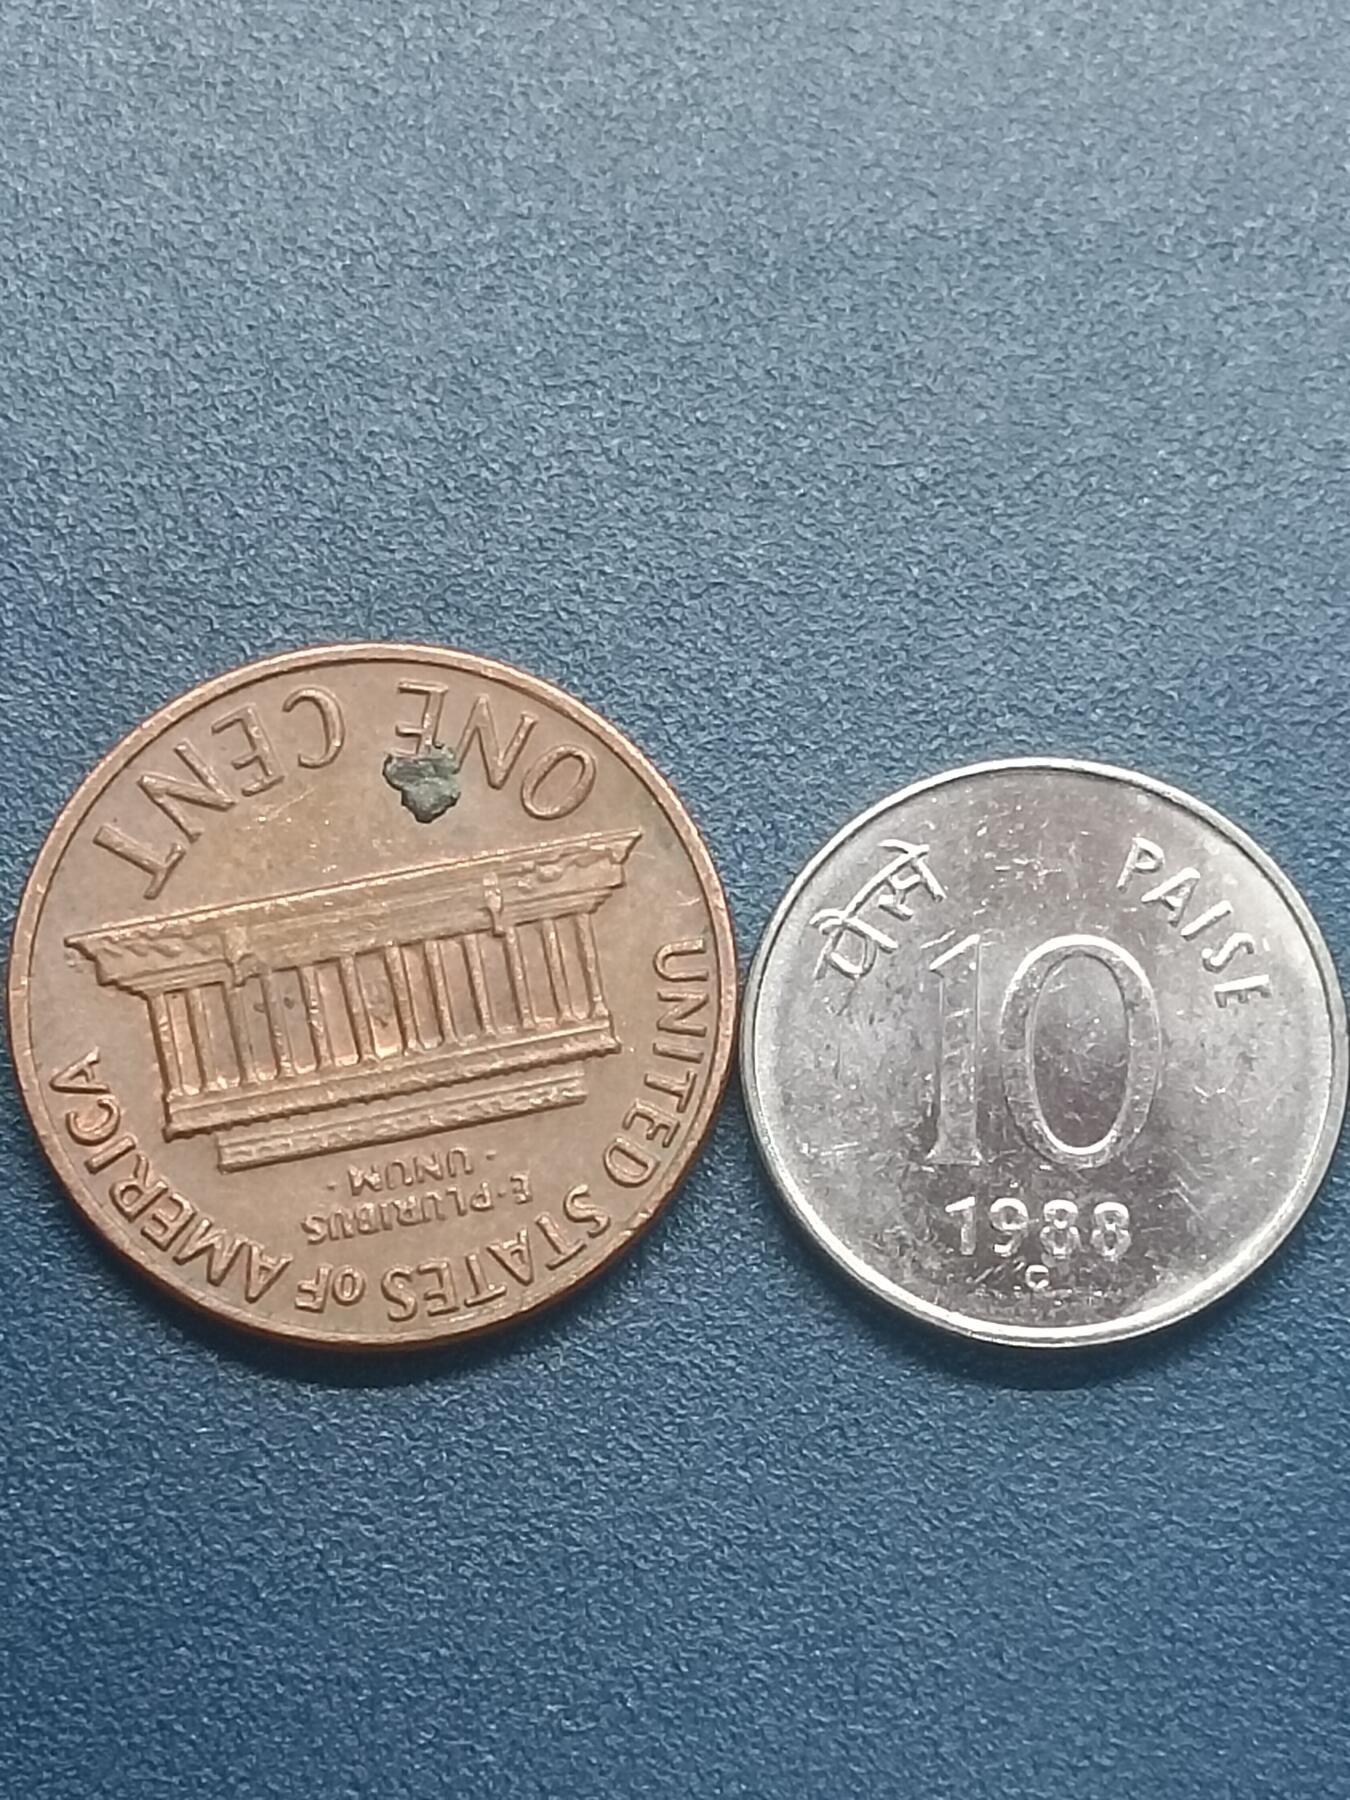 UNITED STATES OF AMERICA
E·PLURIBUS
·UNUM·
ONE CENT
पैसे PAISE
10
1988
C